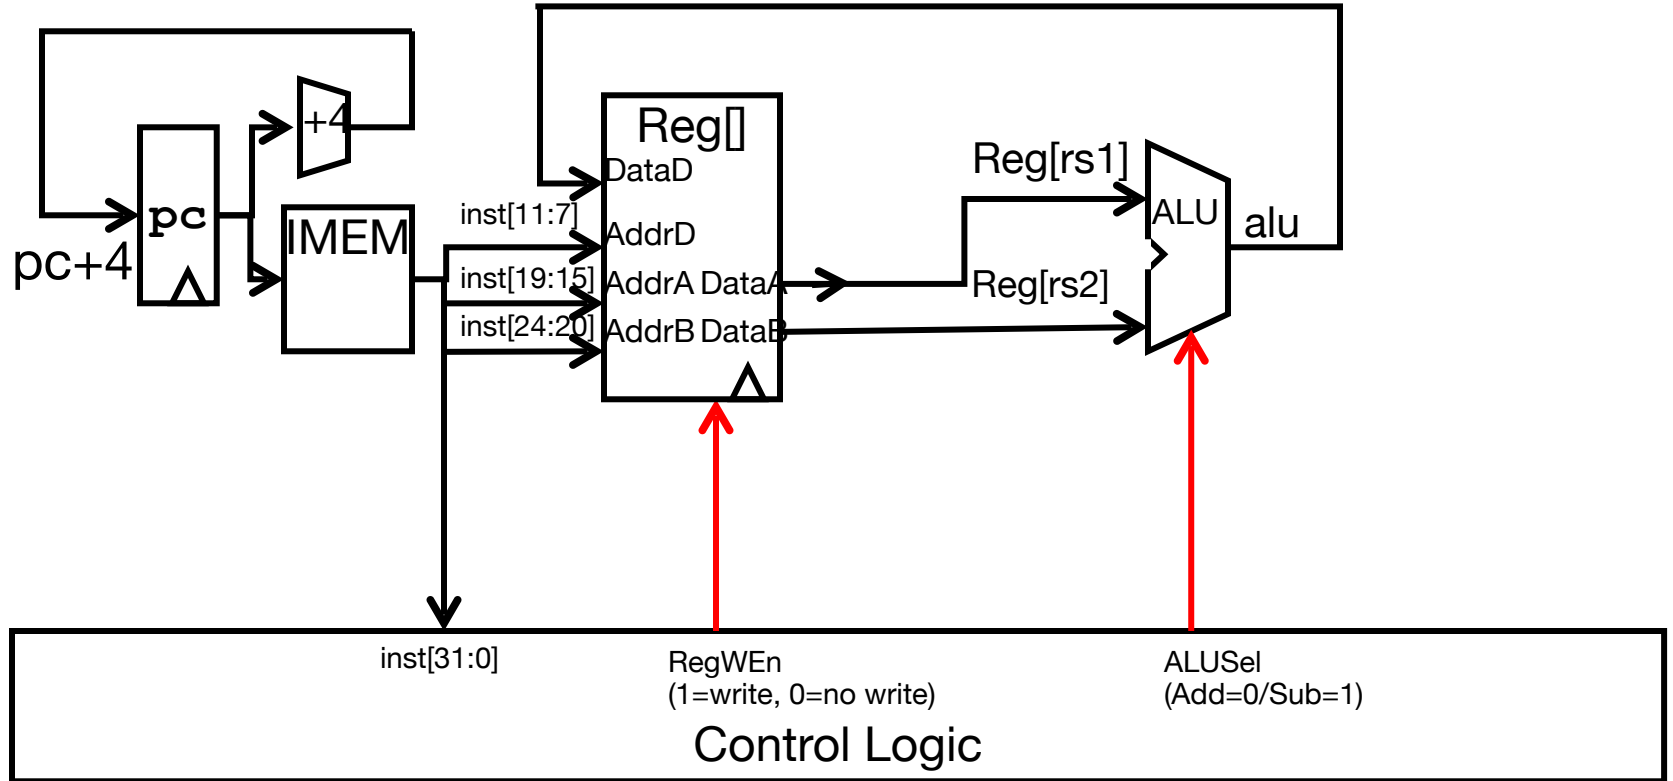 +4
pc
pc+4
IMEM
inst[11:7]
inst[19:15]
inst[24:20]
Reg[]
DataD
AddrD
AddrA DataA
AddrB DataB
Reg[rs1]
Reg[rs2]
ALU
alu
inst[31:0]
RegWEn
(1=write, 0=no write)
ALUSel
(Add=0/Sub=1)
Control Logic